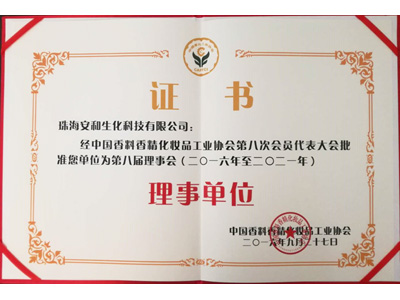 证 书
珠海安和生化科技有限公司：
经中国香料香精化妆品工业协会第八次会员代表大会批
准您单位为第八届理事会（二〇一六年至二〇二一年）
理事单位
中国香料香精化妆品工业协会
二〇一六年九月二十七日